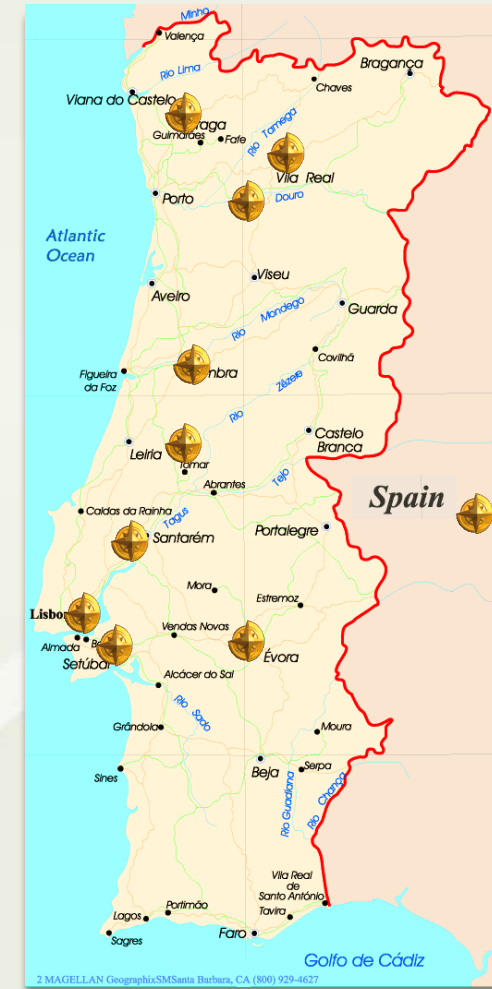 Minho
Valença
Bragança
Rio Lima
Chaves
Viana do Castelo
Rio Tamega
raga
Guimarães
Fafe
Vila Real
Porto
Douro
Atlantic
Ocean
Viseu
Aveiro
Rio Mondego
Guarda
Covilhã
Figueira
da Foz
nbra
Rio Zêzere
Leiria
Castelo
Branca
Tomar
Tejo
Abrantes
Spain
Caldas da Rainha
Tagus
Santarém
Portalegre
Mora
Estremoz
Lisbo
Vendas Novas
Almada
Setúbal
Évora
Alcácer do Sal
Rio Sado
Grândola
Moura
Beja
Serpa
Sines
Rio Guadiana
Rio Chança
Vila Real
de
Santo António
Portimão
Lagos
Tavira
Sagres
Faro
Golfo de Cádiz
2 MAGELLAN GeographixSMSanta Barbara, CA (800) 929-4627